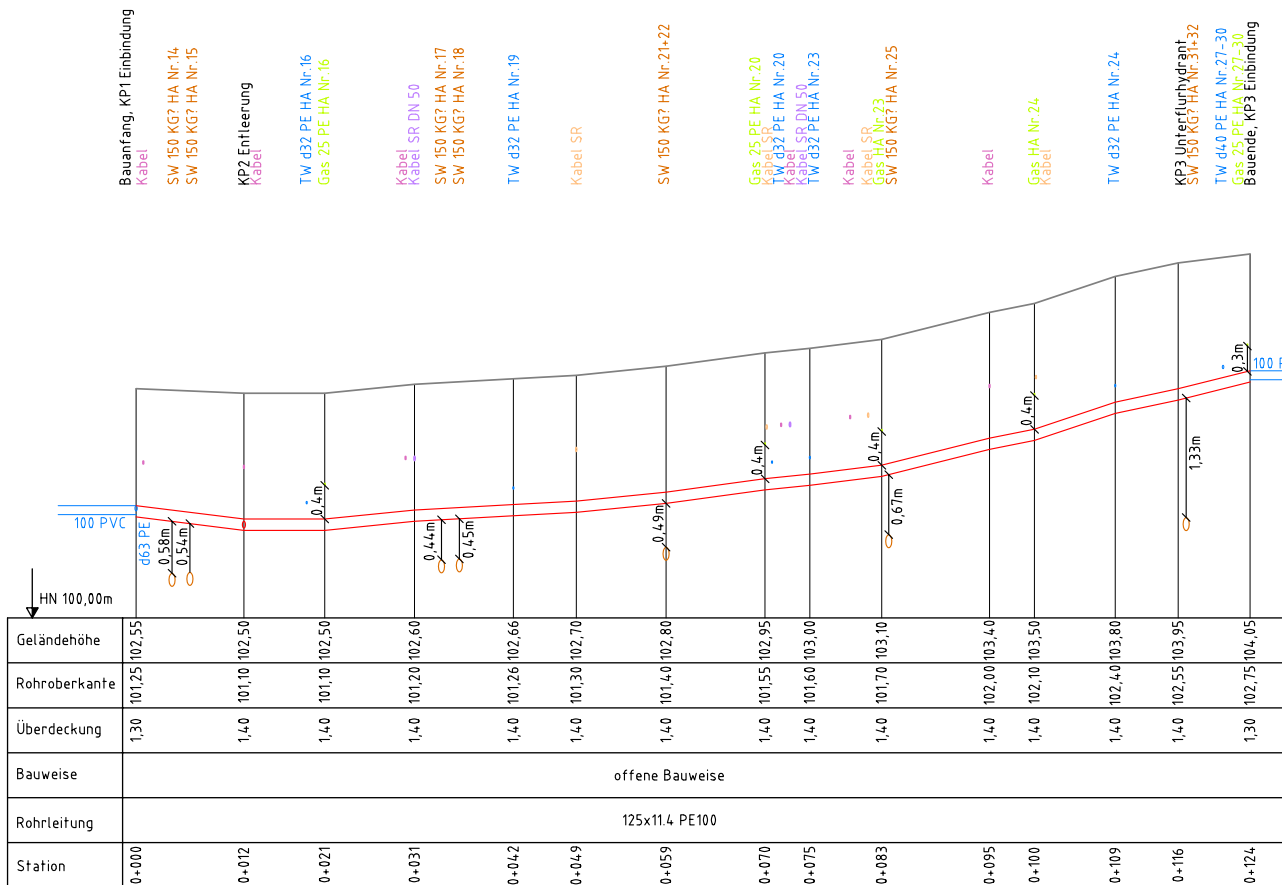 Bauanfang, KP1 Einbindung
Kabel
SW 150 KG? HA Nr.14
SW 150 KG? HA Nr.15
KP2 Entleerung
Kabel
TW d32 PE HA Nr.16
Gas 25 PE HA Nr.16
Kabel
Kabel SR DN 50
SW 150 KG? HA Nr.17
SW 150 KG? HA Nr.18
TW d32 PE HA Nr.19
Kabel SR
SW 150 KG? HA Nr.21+22
Gas 25 PE HA Nr.20
Kabel SR
TW d32 PE HA Nr.20
Kabel
Kabel SR DN 50
TW d32 PE HA Nr.23
Kabel
Kabel SR
Gas HA Nr.23
SW 150 KG? HA Nr.25
Kabel
Gas HA Nr.24
Kabel
TW d32 PE HA Nr.24
KP3 Unterflurhydrant
SW 150 KG? HA Nr.31+32
TW d40 PE HA Nr.27-30
Gas 25 PE HA Nr.27-30
Bauende, KP3 Einbindung
100 PVC
d63 PE
0,58m
0,54m
0,4m
0,44m
0,45m
0,49m
0,4m
0,4m
0,67m
0,4m
1,33m
0,3m
100
HN 100,00m
Geländehöhe 102,55 102,50 102,50 102,60 102,66 102,70 102,80 102,95 103,00 103,10 103,40 103,50 103,80 103,95 104,05
Rohroberkante 101,25 101,10 101,10 101,20 101,26 101,30 101,40 101,55 101,60 101,70 102,00 102,10 102,40 102,55 102,75
Überdeckung 1,30 1,40 1,40 1,40 1,40 1,40 1,40 1,40 1,40 1,40 1,40 1,40 1,40 1,40 1,30
Bauweise offene Bauweise
Rohrleitung 125x11.4 PE100
Station 0+000 0+012 0+021 0+031 0+042 0+049 0+059 0+070 0+075 0+083 0+095 0+100 0+109 0+116 0+124